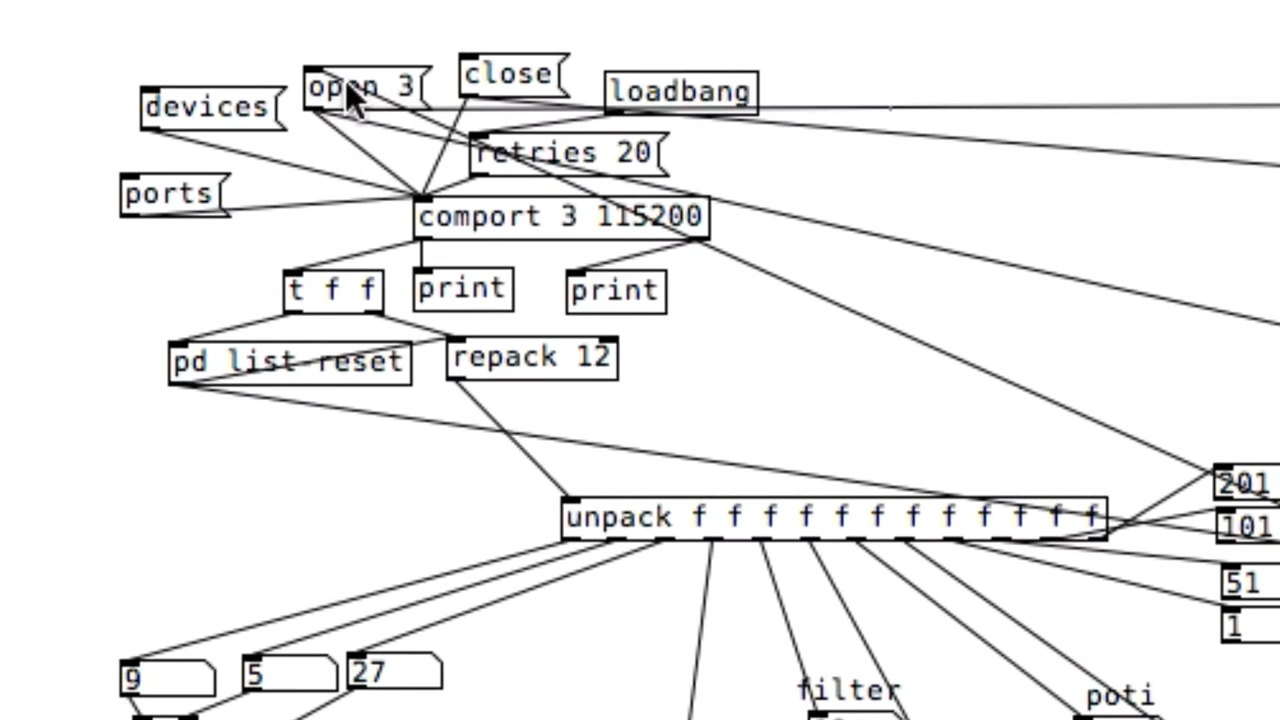 close
open 3
loadbang
devices
retries 20
ports
comport 3 115200
t f f
print
print
pd list-reset
repack 12
201
unpack f f f f f f f f f f f f
101
51
1
9
5
27
filter
poti